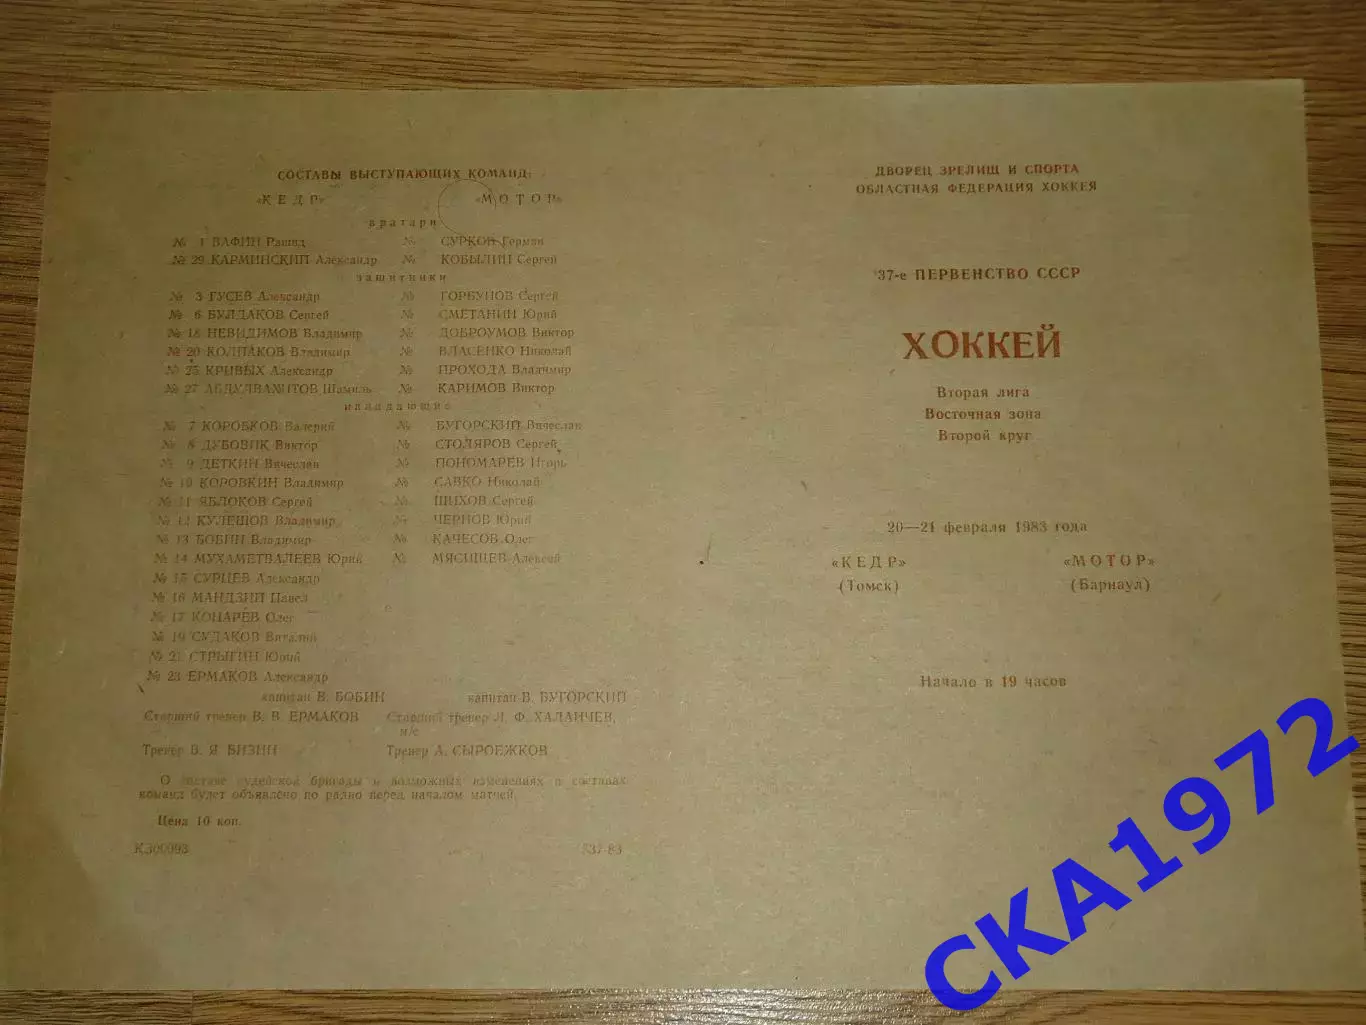 СОСТАВЫ ВЫСТУПАЮЩИХ КОМАНД:
«КЕДР» «МОТОР»
вратари
№ 1 ВАФИН Рашид № СУРКОВ Герман
№ 29 КАРМИНСКИЙ Александр № КОБЫЛИН Сергей
защитники
№ 3 ГУСЕВ Александр № ГОРБУНОВ Сергей
№ 6 БУЛДАКОВ Сергей № СМЕТАНИН Юрий
№ 18 НЕВИДИМОВ Владимир № ДОБРОУМОВ Виктор
№ 20 КОЛПАКОВ Владимир № ВЛАСЕНКО Николай
№ 25 КРИВЫХ Александр № ПРОХОДА Владимир
№ 27 АБДУЛВАХИТОВ Шамиль № КАРИМОВ Виктор
нападающие
№ 7 КОРОБКОВ Валерий № БУГОРСКИЙ Вячеслав
№ 8 ДУБОВИК Виктор № СТОЛЯРОВ Сергей
№ 9 ДЕТКИН Вячеслав № ПОНОМАРЕВ Игорь
№ 10 КОРОВКИН Владимир № САВКО Николай
№ 11 ЯБЛОКОВ Сергей № ШИХОВ Сергей
№ 12 КУЛЕШОВ Владимир № ЧЕРНОВ Юрий
№ 13 БОБИН Владимир № КАЧЕСОВ Олег
№ 14 МУХАМЕТВАЛЕЕВ Юрий № МЯСИЩЕВ Алексей
№ 15 СУРЦЕВ Александр
№ 16 МАНДЗИЙ Павел
№ 17 КОНАРЕВ Олег
№ 19 СУДАКОВ Виталий
№ 21 СТРЫГИН Юрий
№ 23 ЕРМАКОВ Александр
капитан В. БОБИН капитан В. БУГОРСКИЙ
Старший тренер В. В. ЕРМАКОВ Старший тренер Л. Ф. ХАЛАИЧЕВ,
м/с
Тренер В. Я. ВИЗИН Тренер А. СЫРОЕЖКОВ
О составе судейской бригады и возможных изменениях в составах
команд будет объявлено по радио перед началом матчей.
Цена 10 коп.
К300993 537-83
ДВОРЕЦ ЗРЕЛИЩ И СПОРТА
ОБЛАСТНАЯ ФЕДЕРАЦИЯ ХОККЕЯ
37-е ПЕРВЕНСТВО СССР
ХОККЕЙ
Вторая лига
Восточная зона
Второй круг
20—21 февраля 1983 года
«КЕДР» «МОТОР»
(Томск) (Барнаул)
Начало в 19 часов
СКА1972